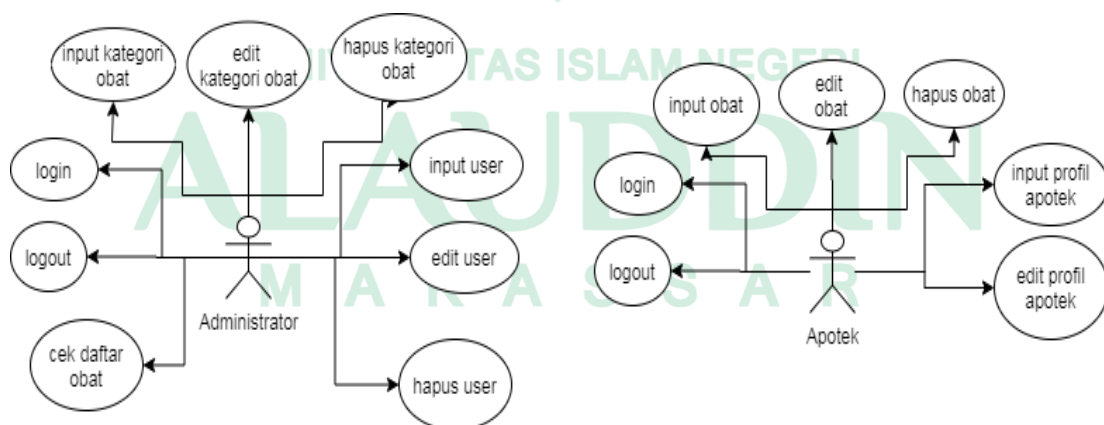 input kategori
obat
edit
kategori obat
hapus kategori
obat
login
input user
logout
edit user
Administrator
cek daftar
obat
hapus user
input obat
edit
obat
hapus obat
login
input profil
apotek
logout
edit profil
apotek
Apotek
TAS ISLAM NEGERI
ALAUDDIN
MAKASSAR